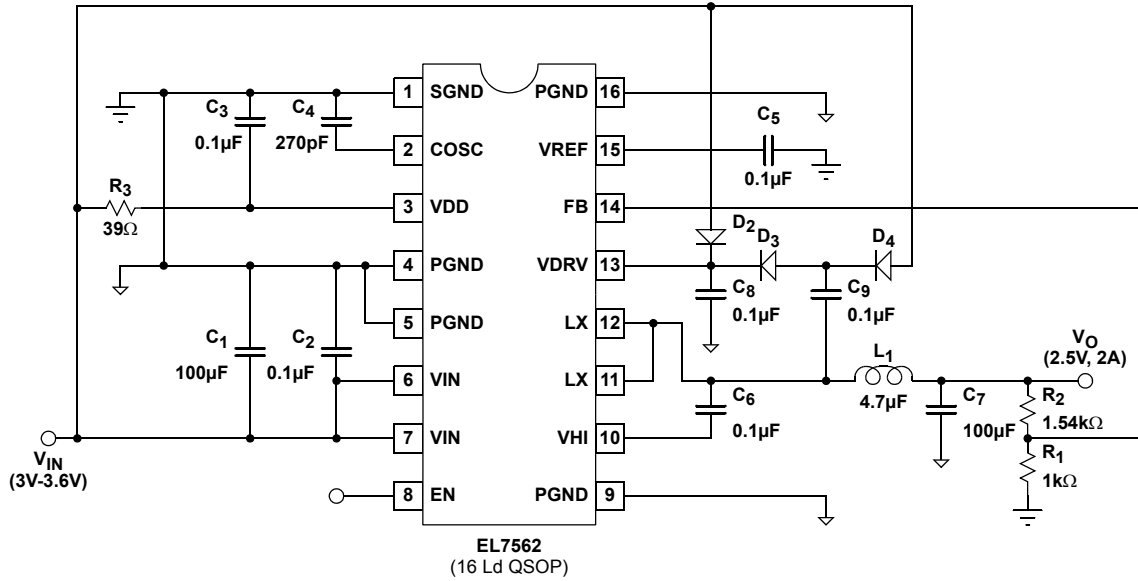 1 SGND
PGND 16
C3
0.1µF
C4
270pF
C5
0.1µF
2 COSC
VREF 15
R3
39Ω
3 VDD
FB 14
D2
D3
D4
4 PGND
VDRV 13
C8
0.1µF
C9
0.1µF
5 PGND
LX 12
C1
100µF
C2
0.1µF
VO
(2.5V, 2A)
L1
4.7µF
6 VIN
LX 11
C6
0.1µF
C7
100µF
R2
1.54kΩ
7 VIN
VHI 10
VIN
(3V-3.6V)
R1
1kΩ
8 EN
PGND 9
EL7562
(16 Ld QSOP)